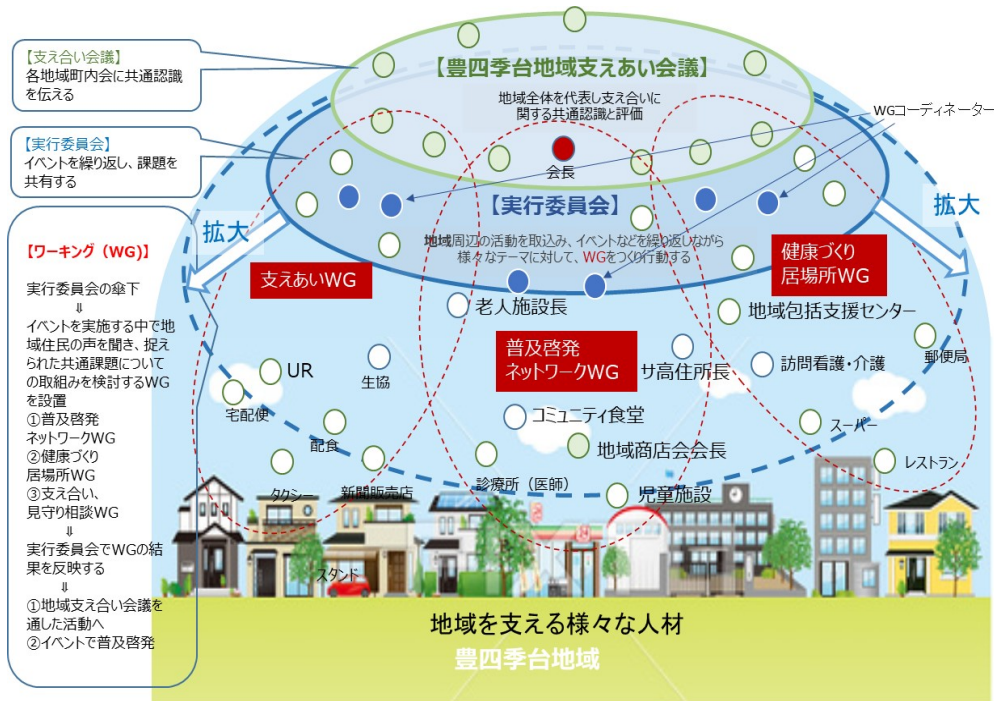 【支え合い会議】
各地域町内会に共通認識
を伝える
【実行委員会】
イベントを繰り返し、課題を
共有する
【ワーキング（WG）】
実行委員会の傘下
⇓
イベントを実施する中で地
域住民の声を聞き、捉え
られた共通課題について
の取組みを検討するWG
を設置
①普及啓発
ネットワークWG
②健康づくり
居場所WG
③支え合い、
見守り相談WG
⇓
実行委員会でWGの結
果を反映する
⇓
①地域支え合い会議を
通した活動へ
②イベントで普及啓発
【豊四季台地域支えあい会議】
地域全体を代表し支え合いに
関する共通認識と評価
会長
WGコーディネーター
【実行委員会】
地域周辺の活動を取込み、イベントなどを繰り返しながら
様々なテーマに対して、WGをつくり行動する
拡大
拡大
支えあいWG
健康づくり
居場所WG
普及啓発
ネットワークWG
老人施設長
地域包括支援センター
郵便局
UR
生協
サ高住所長
訪問看護・介護
宅配便
配食
コミュニティ食堂
スーパー
地域商店会会長
レストラン
タクシー
新聞販売店
診療所（医師）
児童施設
スタンド
地域を支える様々な人材
豊四季台地域